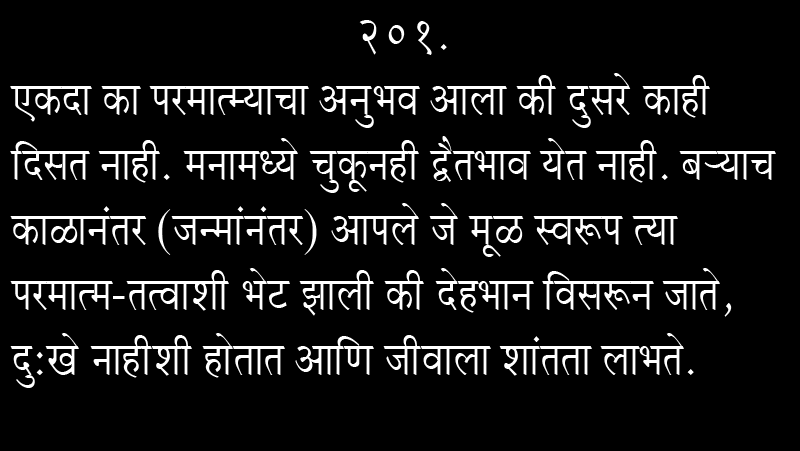 २०१.
एकदा का परमात्म्याचा अनुभव आला की दुसरे काही
दिसत नाही. मनामध्ये चुकूनही द्वैतभाव येत नाही. बऱ्याच
काळानंतर (जन्मांनंतर) आपले जे मूळ स्वरूप त्या
परमात्म-तत्वाशी भेट झाली की देहभान विसरून जाते,
दु:खे नाहीशी होतात आणि जीवाला शांतता लाभते.